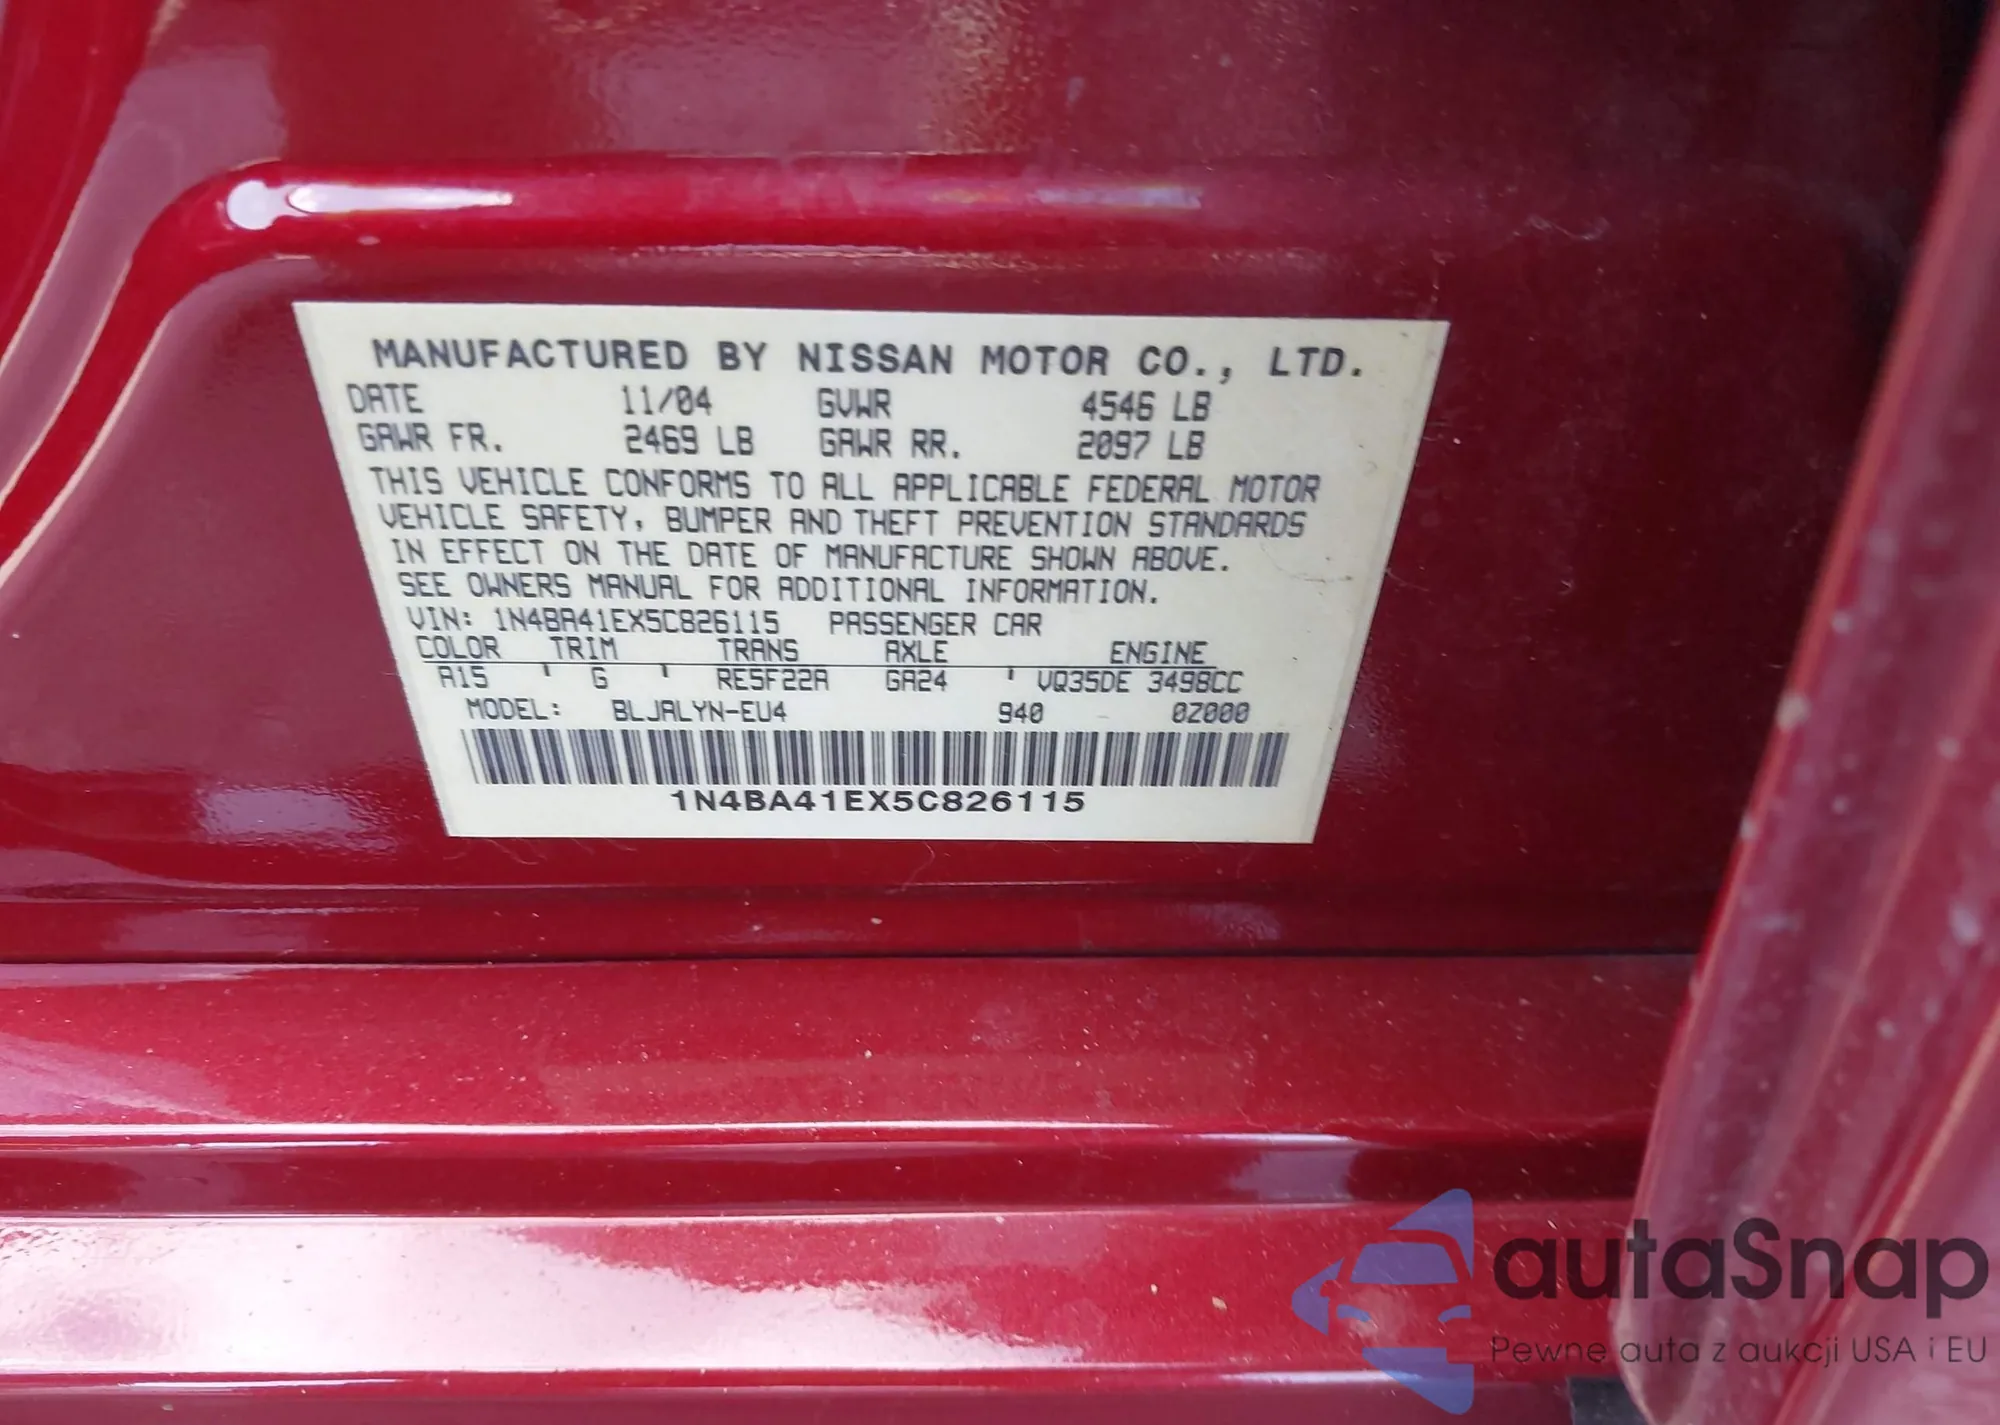 MANUFACTURED BY NISSAN MOTOR CO., LTD.
DATE 11/04 GVWR 4546 LB
GAWR FR. 2469 LB GAWR RR. 2097 LB
THIS VEHICLE CONFORMS TO ALL APPLICABLE FEDERAL MOTOR
VEHICLE SAFETY, BUMPER AND THEFT PREVENTION STANDARDS
IN EFFECT ON THE DATE OF MANUFACTURE SHOWN ABOVE.
SEE OWNERS MANUAL FOR ADDITIONAL INFORMATION.
VIN: 1N4BA41EX5C826115 PASSENGER CAR
COLOR TRIM TRANS AXLE ENGINE
A15 ' G ' RE5F22A GA24 ' VQ35DE 3498CC
MODEL: BLJALYN-EU4 940 - 0Z000
1N4BA41EX5C826115
autaSnap
Pewne auta z aukcji USA i EU